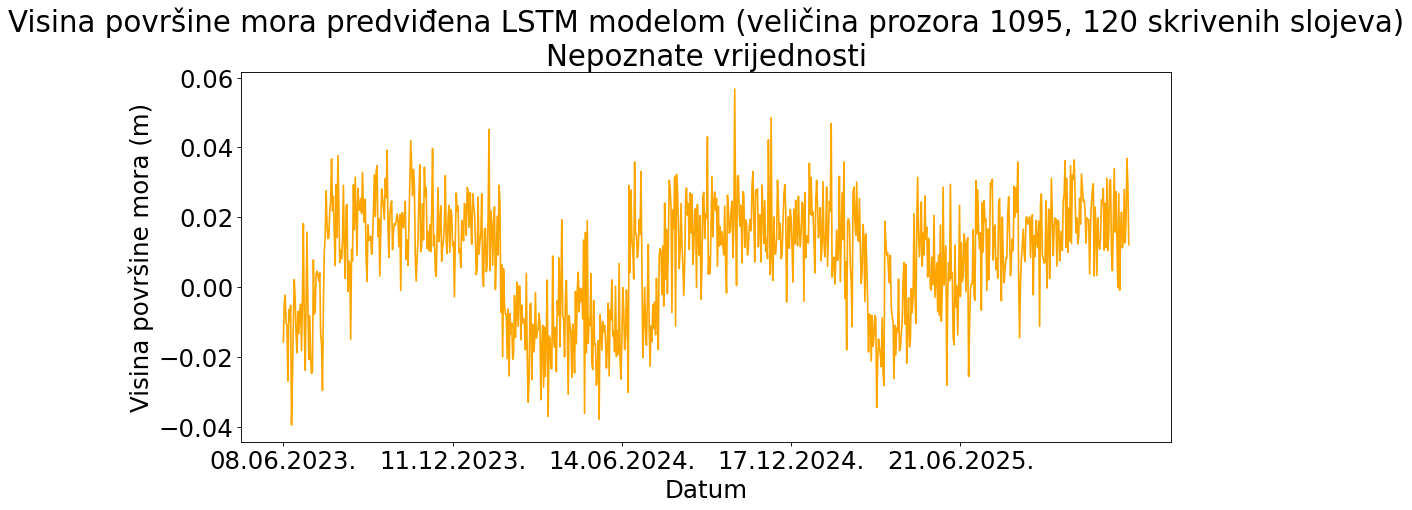 Visina površine mora predviđena LSTM modelom (veličina prozora 1095, 120 skrivenih slojeva)
Nepoznate vrijednosti
Visina površine mora (m)
0.06
0.04
0.02
0.00
−0.02
−0.04
08.06.2023. 11.12.2023. 14.06.2024. 17.12.2024. 21.06.2025.
Datum